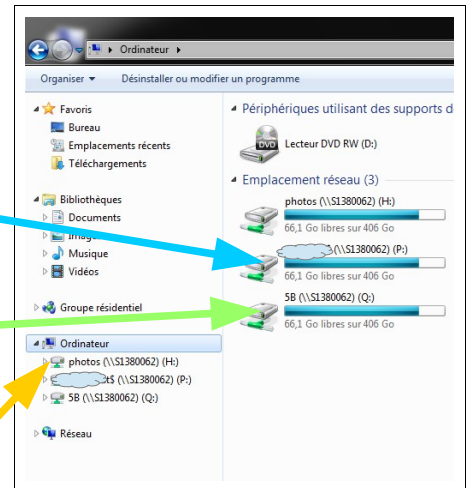 Ordinateur
Organiser Désinstaller ou modifier un programme
Favoris
Bureau
Emplacements récents
Téléchargements
Bibliothèques
Documents
Musique
Vidéos
Groupe résidentiel
Ordinateur
photos (\\S1380062) (H:)
t$ (\\S1380062) (P:)
5B (\\S1380062) (Q:)
Réseau
Périphériques utilisant des supports d
DVD
Lecteur DVD RW (D:)
Emplacement réseau (3)
photos (\\S1380062) (H:)
66,1 Go libres sur 406 Go
(\\S1380062) (P:)
66,1 Go libres sur 406 Go
5B (\\S1380062) (Q:)
66,1 Go libres sur 406 Go